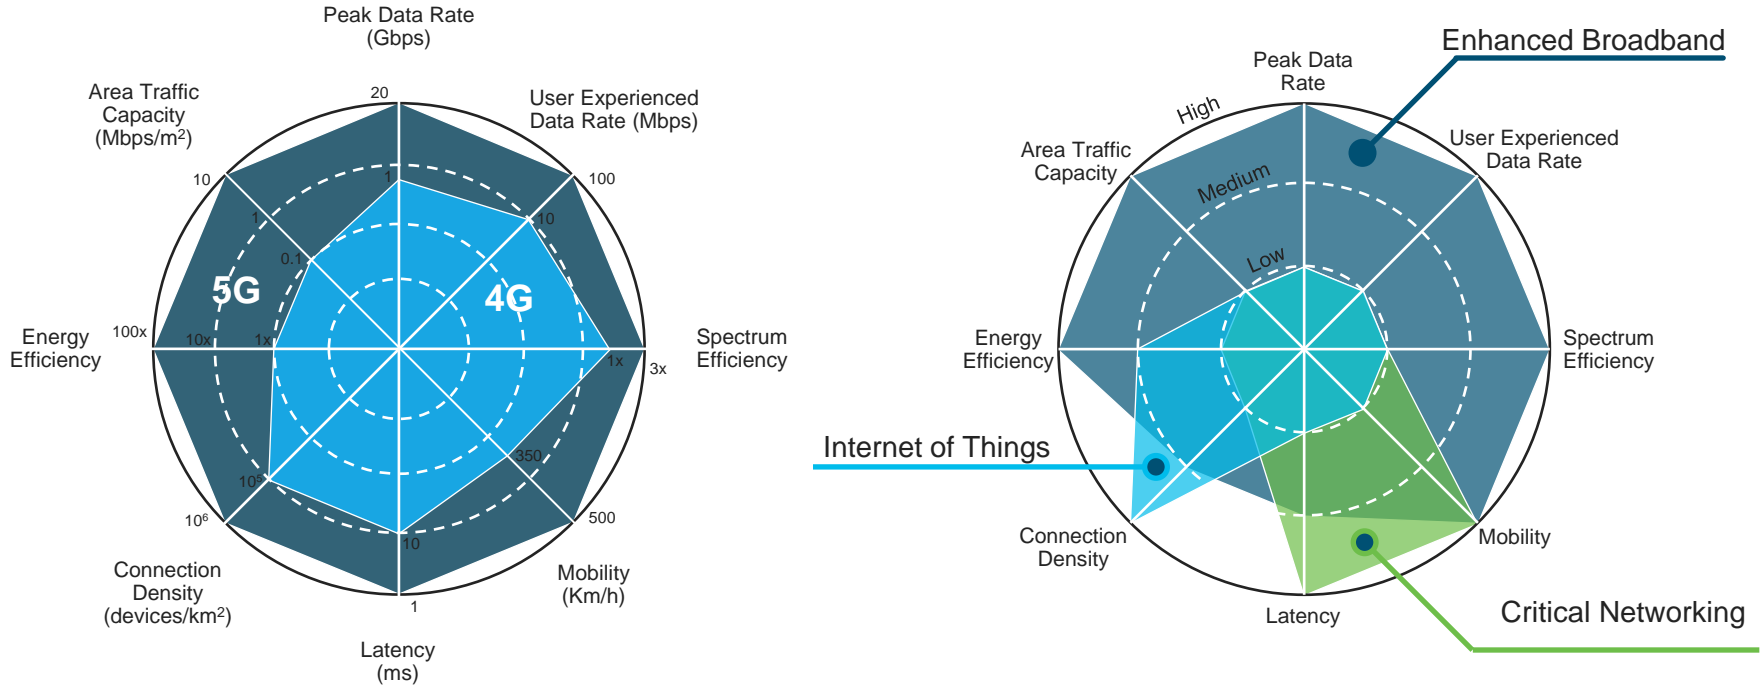 Peak Data Rate
(Gbps)
Area Traffic
Capacity
(Mbps/m²)
User Experienced
Data Rate (Mbps)
20
1
10
1
0.1
100
10
5G
4G
Energy
Efficiency
100x
10x
1x
1x
3x
Spectrum
Efficiency
10⁵
10⁶
350
500
10
1
Connection
Density
(devices/km²)
Mobility
(Km/h)
Latency
(ms)
Enhanced Broadband
Peak Data
Rate
High
Medium
Low
Area Traffic
Capacity
User Experienced
Data Rate
Energy
Efficiency
Spectrum
Efficiency
Internet of Things
Connection
Density
Mobility
Latency
Critical Networking